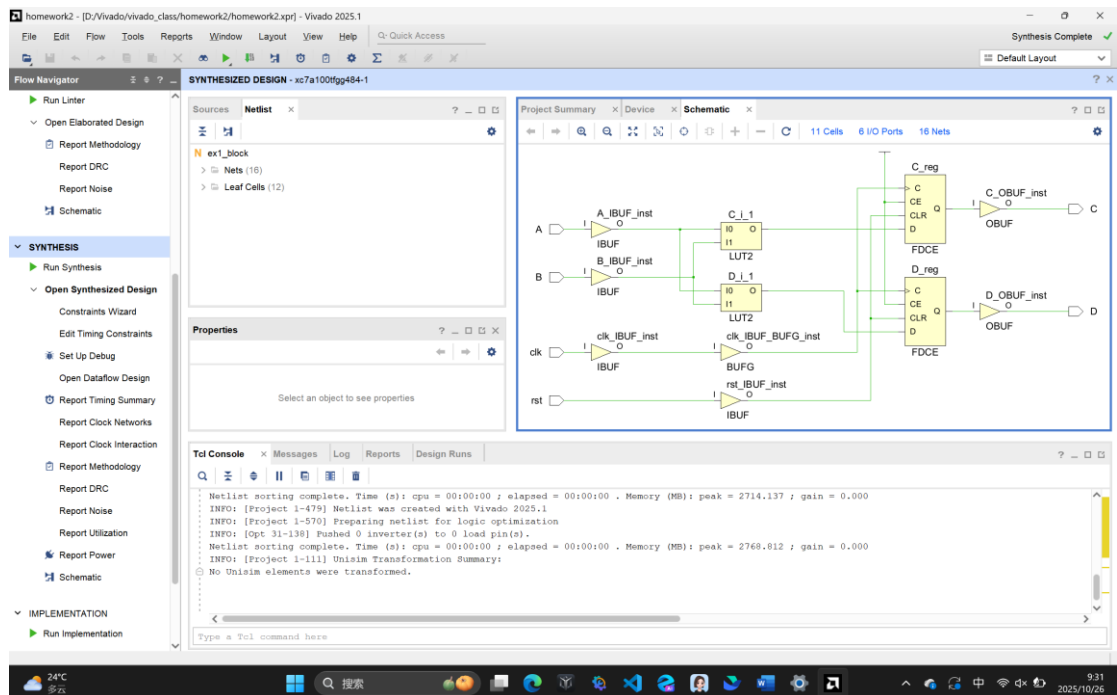 homework2 - [D:/Vivado/vivado_class/homework2/homework2.xpr] - Vivado 2025.1
File Edit Flow Tools Reports Window Layout View Help Q- Quick Access Synthesis Complete
Default Layout
Flow Navigator
SYNTHESIZED DESIGN - xc7a100tfgg484-1
Run Linter
Open Elaborated Design
Report Methodology
Report DRC
Report Noise
Schematic
SYNTHESIS
Run Synthesis
Open Synthesized Design
Constraints Wizard
Edit Timing Constraints
Set Up Debug
Open Dataflow Design
Report Timing Summary
Report Clock Networks
Report Clock Interaction
Report Methodology
Report DRC
Report Noise
Report Utilization
Report Power
Schematic
IMPLEMENTATION
Run Implementation
Sources Netlist
N ex1_block
Nets (16)
Leaf Cells (12)
Properties
Select an object to see properties
Project Summary Device Schematic
11 Cells 6 I/O Ports 16 Nets
C_reg
C
CE
CLR
D
Q
FDCE
C_OBUF_inst
I O
OBUF
C
A_IBUF_inst
A
I O
IBUF
C_i_1
I0 O
I1
LUT2
B_IBUF_inst
B
I O
IBUF
D_i_1
I0 O
I1
LUT2
D_reg
C
CE
CLR
D
Q
FDCE
D_OBUF_inst
I O
OBUF
D
clk_IBUF_inst
clk
I O
IBUF
clk_IBUF_BUFG_inst
I O
BUFG
rst_IBUF_inst
rst
I O
IBUF
Tcl Console Messages Log Reports Design Runs
Netlist sorting complete. Time (s): cpu = 00:00:00 ; elapsed = 00:00:00 . Memory (MB): peak = 2714.137 ; gain = 0.000
INFO: [Project 1-479] Netlist was created with Vivado 2025.1
INFO: [Project 1-570] Preparing netlist for logic optimization
INFO: [Opt 31-138] Pushed 0 inverter(s) to 0 load pin(s).
Netlist sorting complete. Time (s): cpu = 00:00:00 ; elapsed = 00:00:00 . Memory (MB): peak = 2768.812 ; gain = 0.000
INFO: [Project 1-111] Unisim Transformation Summary:
No Unisim elements were transformed.
Type a Tcl command here
24°C
多云
搜索
中
9:31
2025/10/26